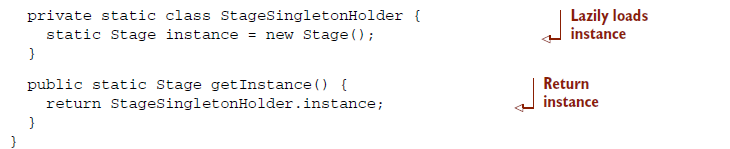 private static class StageSingletonHolder {
static Stage instance = new Stage();
}
Lazily loads
instance
public static Stage getInstance() {
return StageSingletonHolder.instance;
}
Return
instance
}